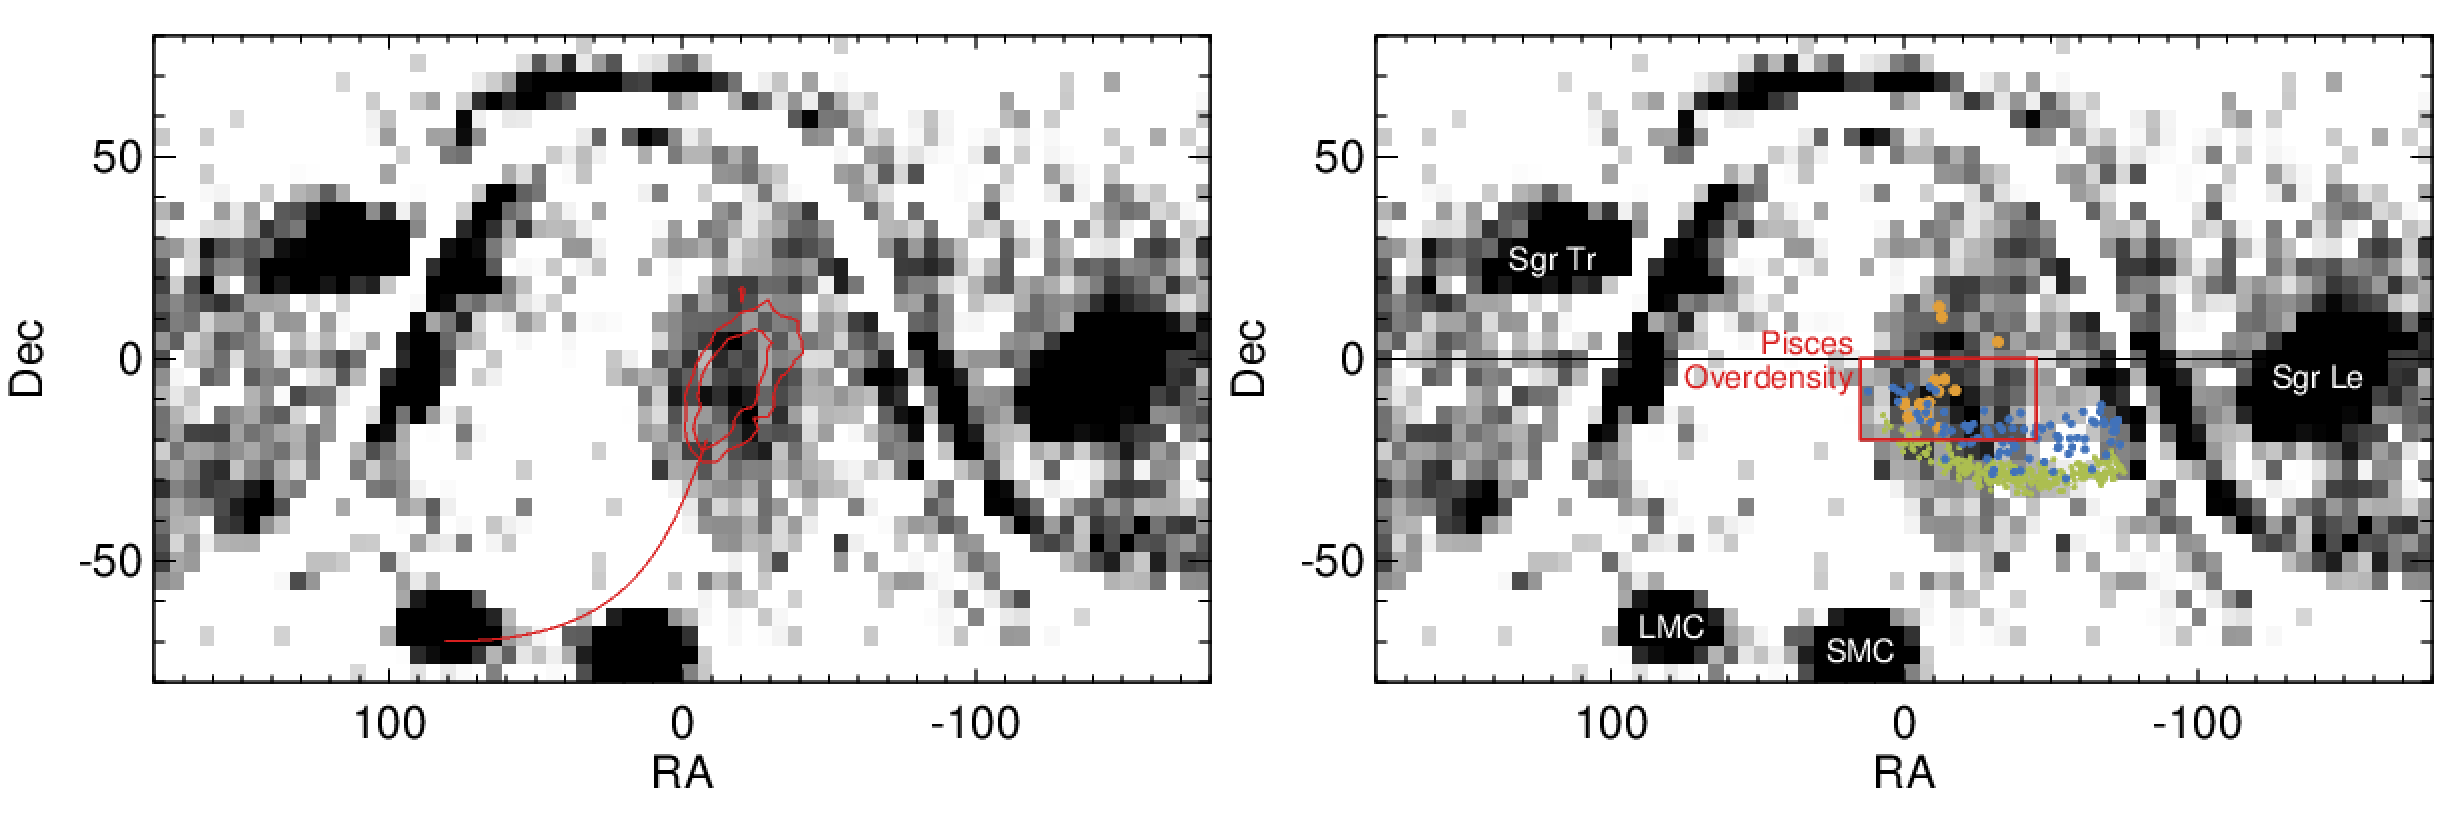 50
0
-50
Dec
100
0
-100
RA
50
0
-50
Dec
100
0
-100
RA
Sgr Tr
Pisces
Overdensity
Sgr Le
LMC
SMC